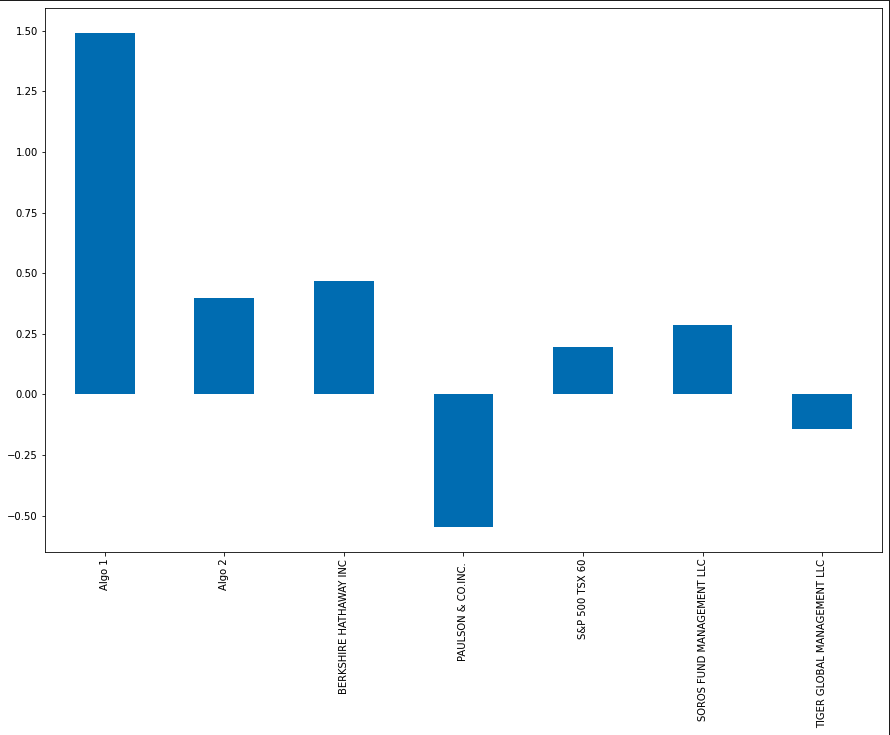 1.50
1.25
1.00
0.75
0.50
0.25
0.00
−0.25
−0.50
Algo 1
Algo 2
BERKSHIRE HATHAWAY INC
PAULSON & CO.INC.
S&P 500 TSX 60
SOROS FUND MANAGEMENT LLC
TIGER GLOBAL MANAGEMENT LLC